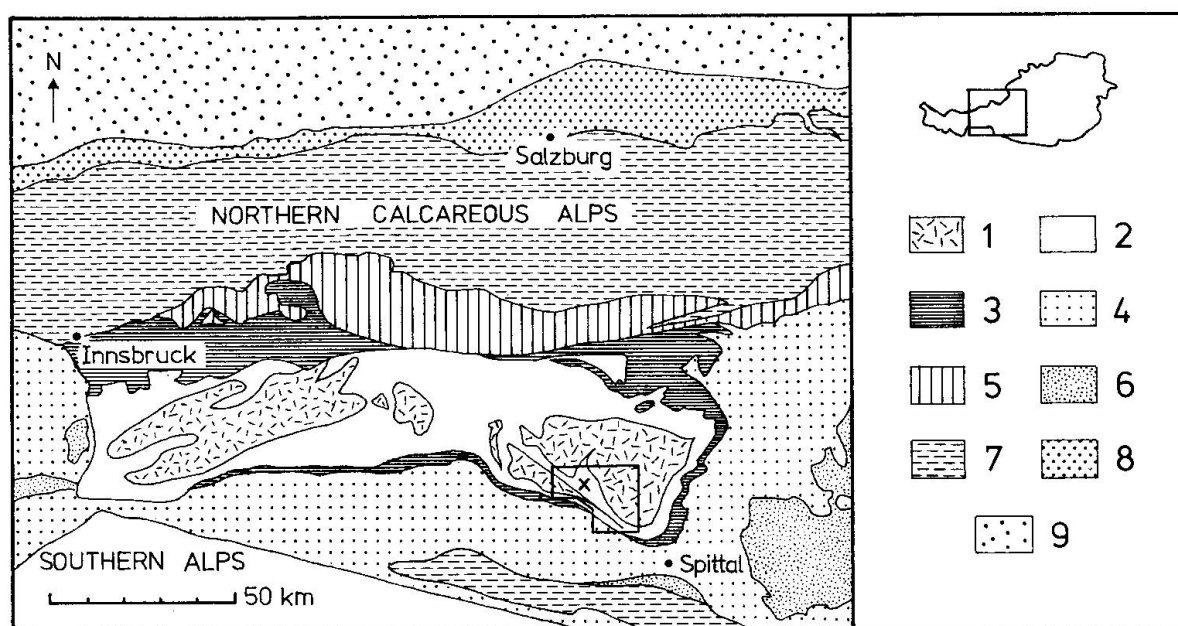 N
Salzburg
NORTHERN CALCAREOUS ALPS
Innsbruck
SOUTHERN ALPS
Spittal
50 km
1 2
3 4
5 6
7 8
9